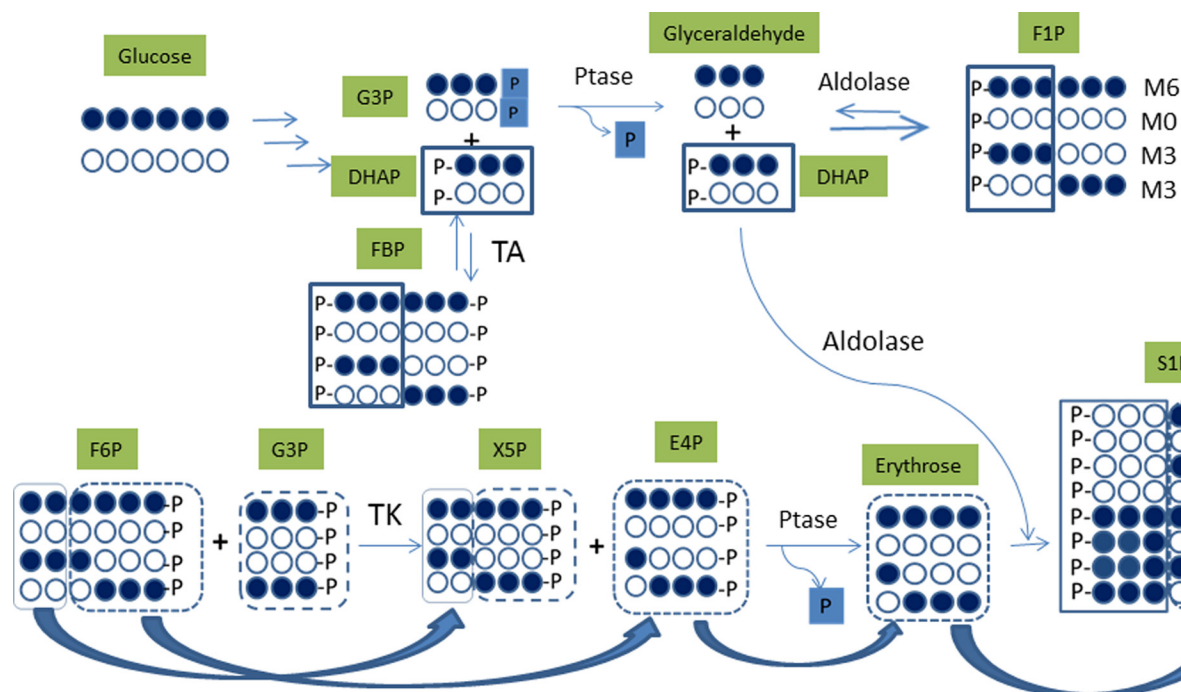 Glucose
G3P
P
P
+
DHAP
P-
P-
Ptase
P
Glyceraldehyde
+
P-
P-
DHAP
Aldolase
F1P
P- M6
P- M0
P- M3
P- M3
FBP
TA
P- -P
P- -P
P- -P
P- -P
Aldolase
F6P
-P
-P
-P
-P
+
G3P
-P
-P
-P
-P
TK
X5P
-P
-P
-P
-P
+
E4P
-P
-P
-P
-P
Ptase
P
Erythrose
P-
P-
P-
P-
P-
P-
P-
P-